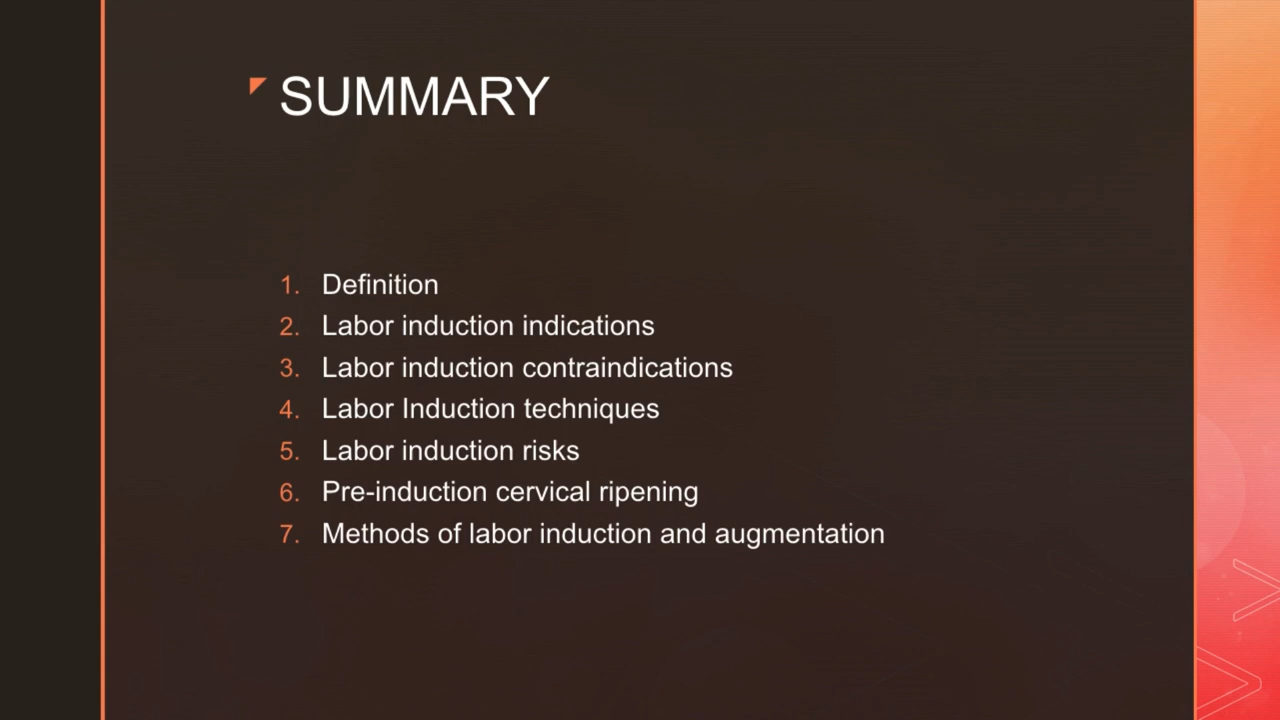 SUMMARY
1. Definition
2. Labor induction indications
3. Labor induction contraindications
4. Labor Induction techniques
5. Labor induction risks
6. Pre-induction cervical ripening
7. Methods of labor induction and augmentation